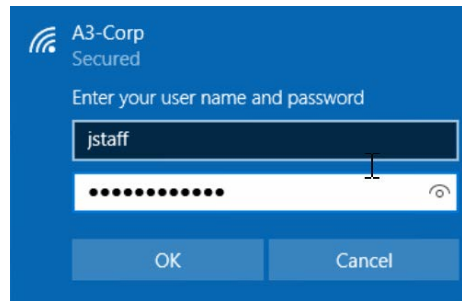 A3-Corp
Secured
Enter your user name and password
jstaff
••••••••••••
OK
Cancel